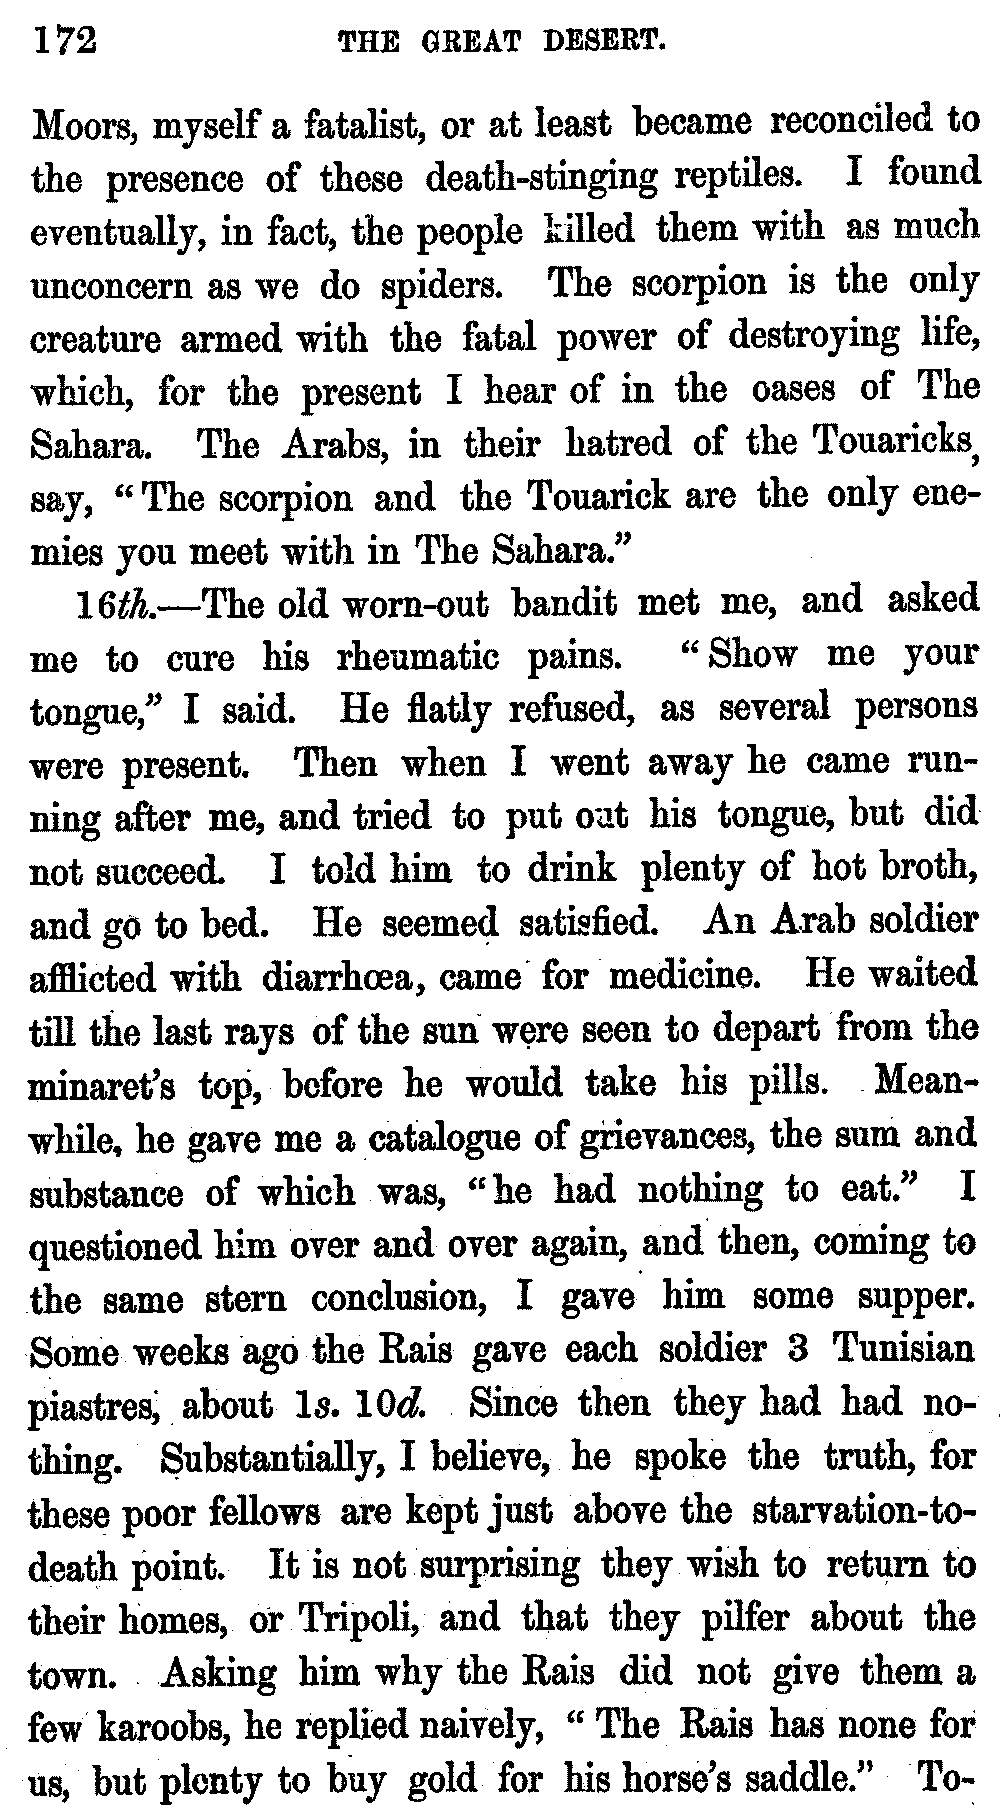 172 THE GREAT DESERT.
Moors, myself a fatalist, or at least became reconciled to
the presence of these death-stinging reptiles. I found
eventually, in fact, the people killed them with as much
unconcern as we do spiders. The scorpion is the only
creature armed with the fatal power of destroying life,
which, for the present I hear of in the oases of The
Sahara. The Arabs, in their hatred of the Touaricks,
say, “The scorpion and the Touarick are the only ene-
mies you meet with in The Sahara.”
16th.—The old worn-out bandit met me, and asked
me to cure his rheumatic pains. “Show me your
tongue,” I said. He flatly refused, as several persons
were present. Then when I went away he came run-
ning after me, and tried to put out his tongue, but did
not succeed. I told him to drink plenty of hot broth,
and go to bed. He seemed satisfied. An Arab soldier
afflicted with diarrhœa, came for medicine. He waited
till the last rays of the sun were seen to depart from the
minaret’s top, before he would take his pills. Mean-
while, he gave me a catalogue of grievances, the sum and
substance of which was, “he had nothing to eat.” I
questioned him over and over again, and then, coming to
the same stern conclusion, I gave him some supper.
Some weeks ago the Rais gave each soldier 3 Tunisian
piastres, about 1s. 10d. Since then they had had no-
thing. Substantially, I believe, he spoke the truth, for
these poor fellows are kept just above the starvation-to-
death point. It is not surprising they wish to return to
their homes, or Tripoli, and that they pilfer about the
town. Asking him why the Rais did not give them a
few karoobs, he replied naively, “The Rais has none for
us, but plenty to buy gold for his horse’s saddle.” To-